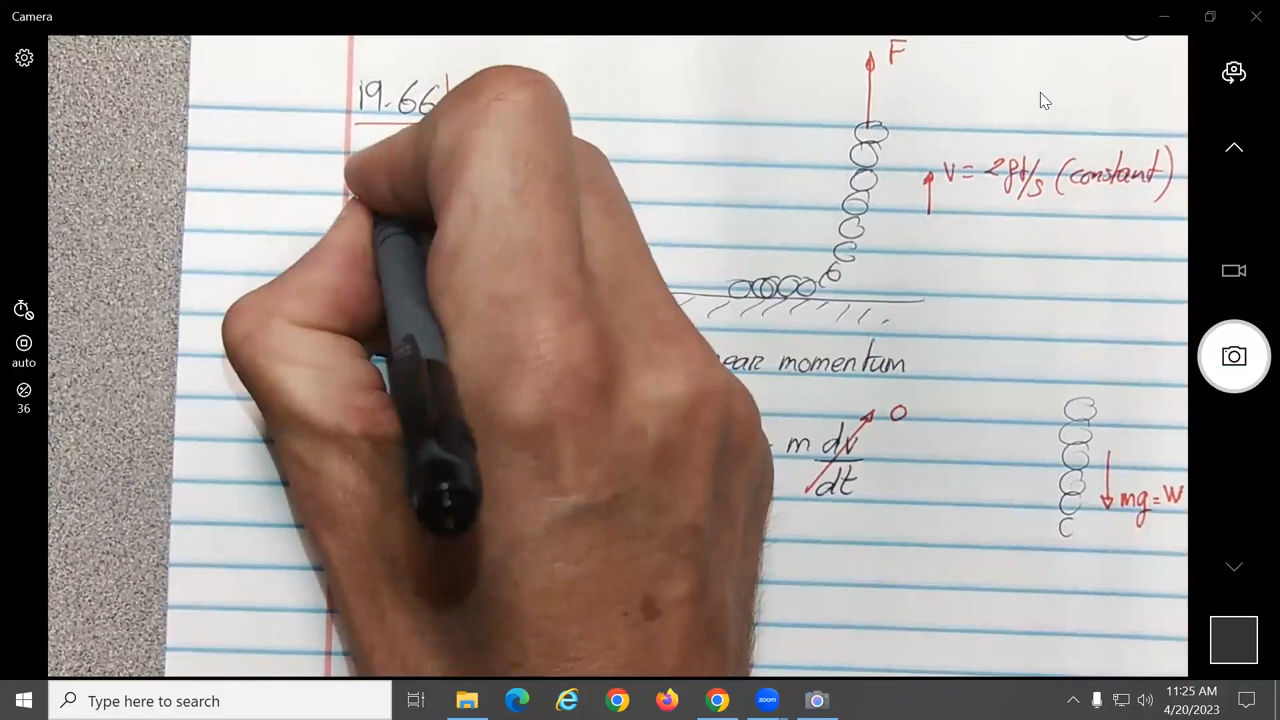 Camera
F
19.66
V = 2ft/s (constant)
auto
36
momentum
m dv
dt
0
mg = W
C
Type here to search
zoom
11:25 AM
4/20/2023